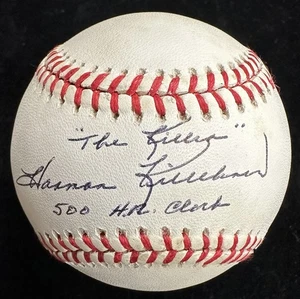 "The Killer"
Harmon Killebrew
500 H.R. Club